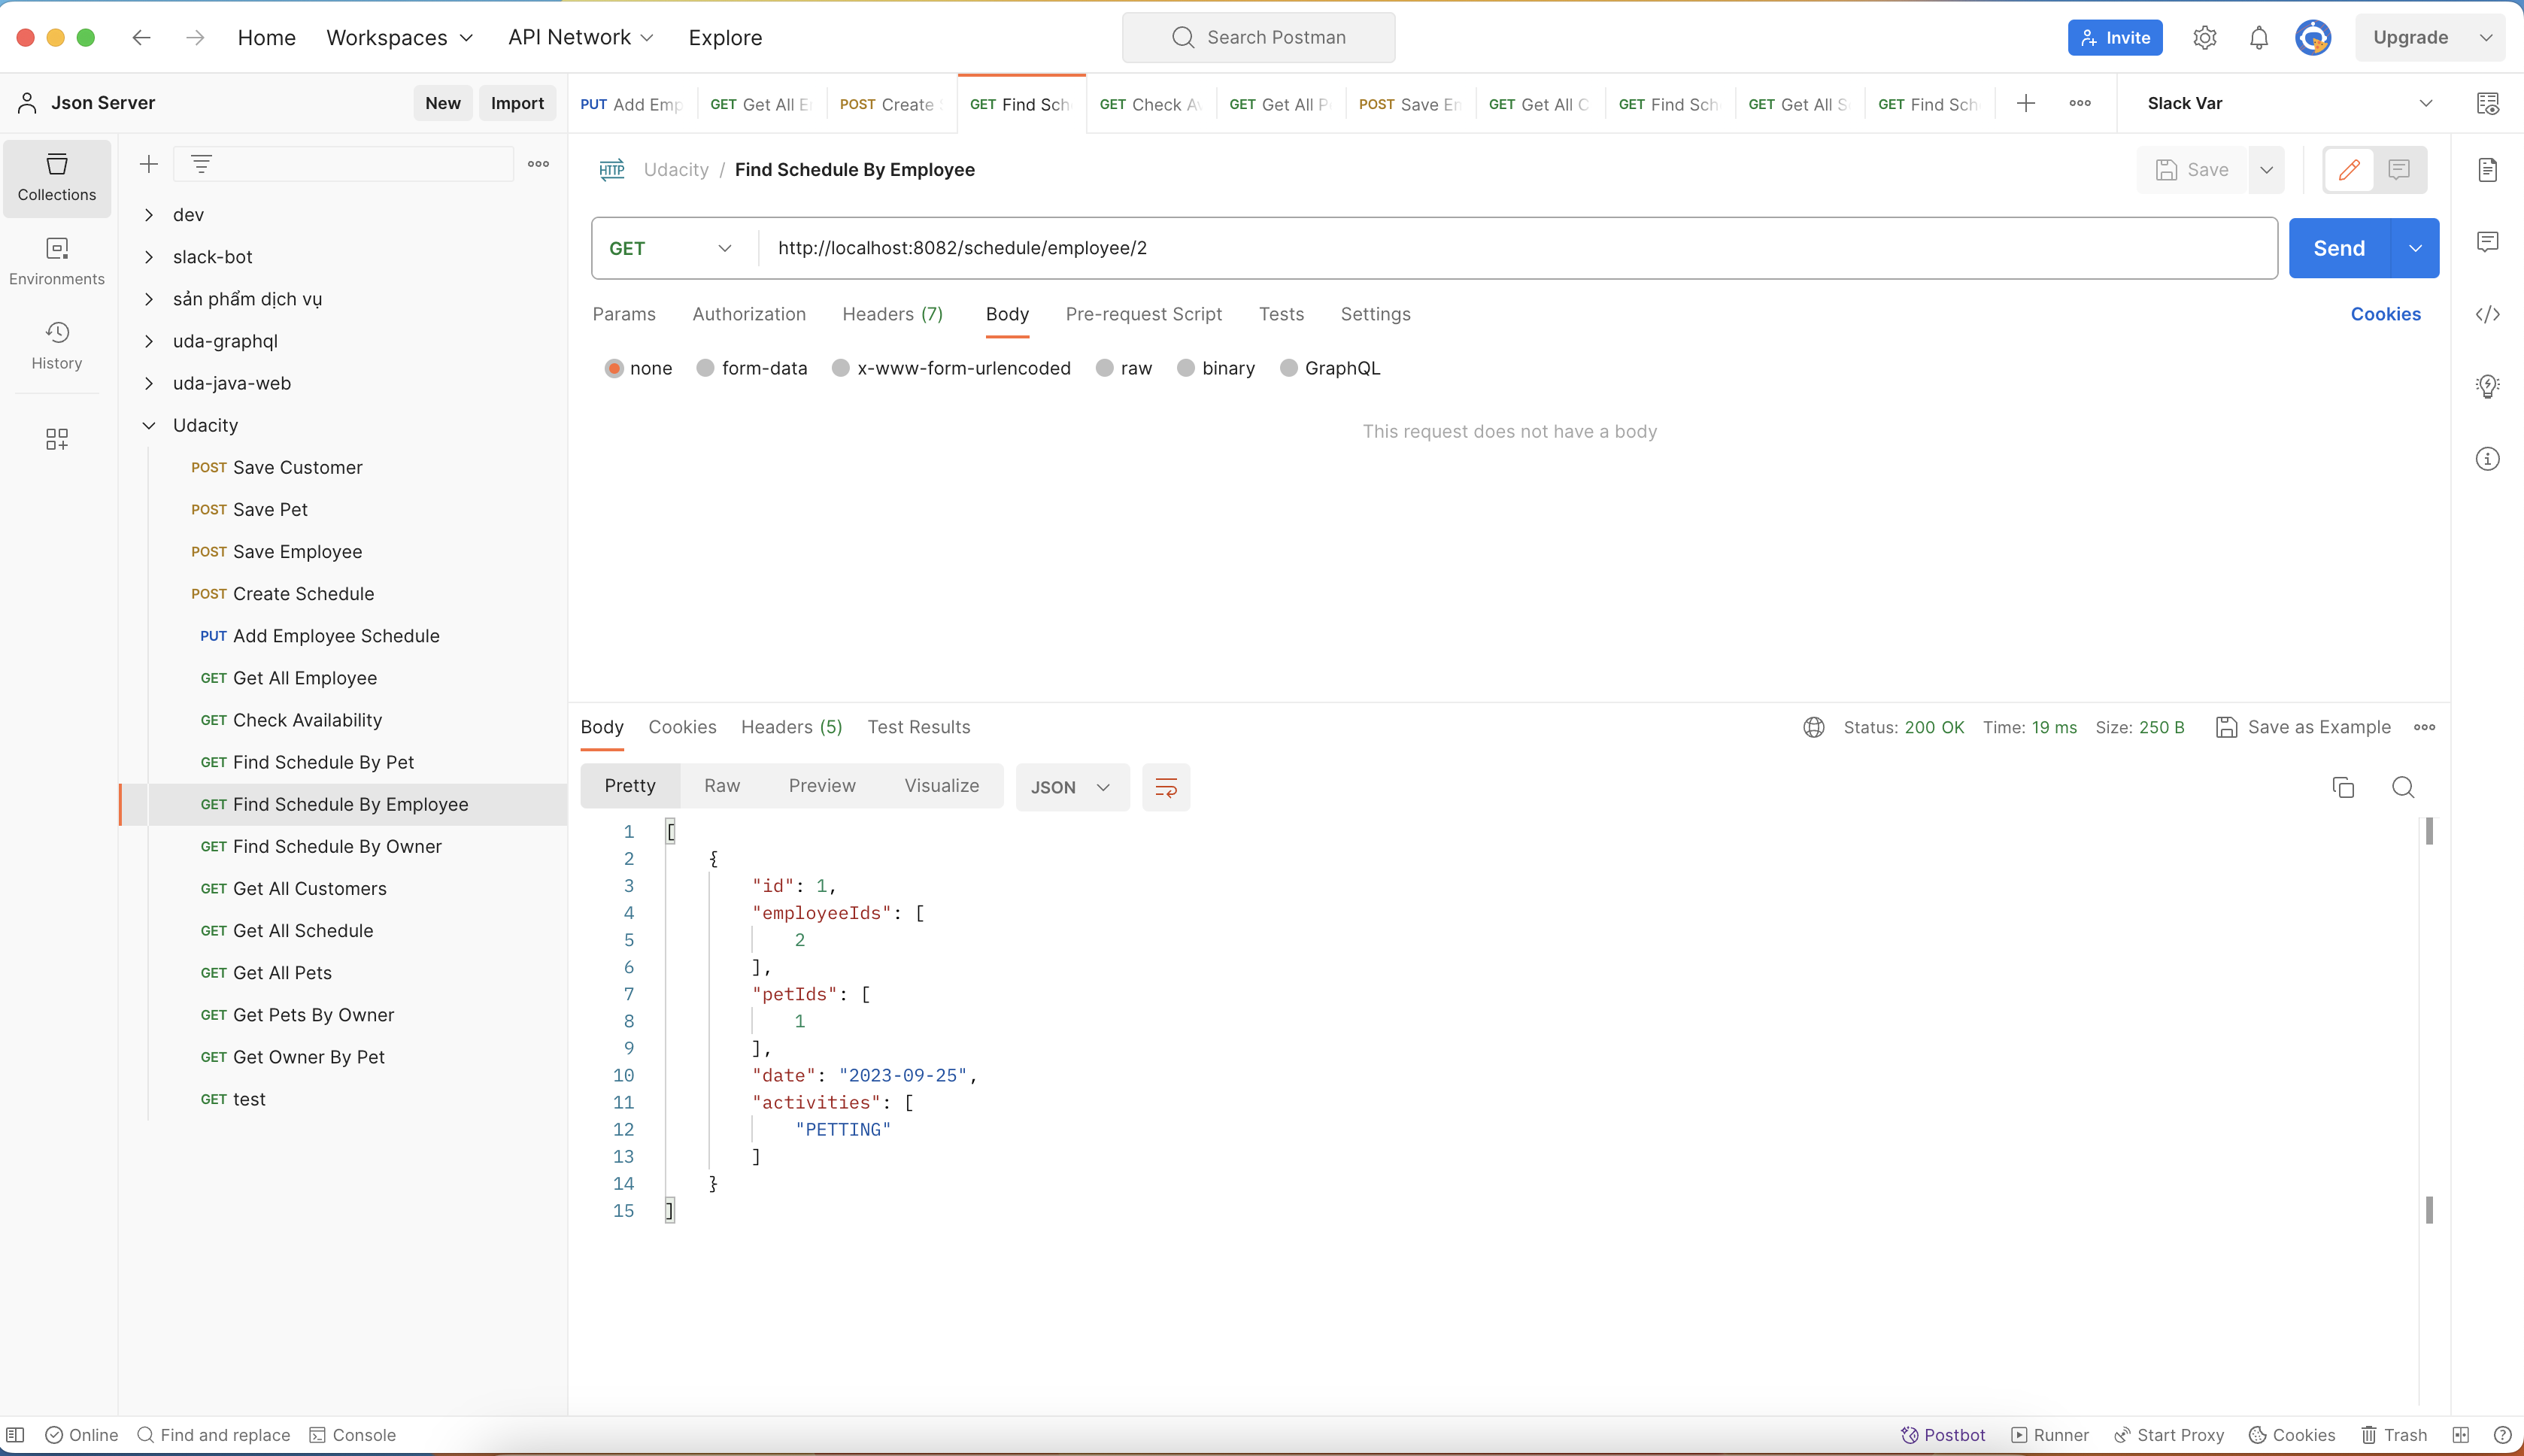 Home Workspaces API Network Explore Search Postman Invite Upgrade
Json Server New Import PUT Add Emp GET Get All E POST Create GET Find Sch GET Check Av GET Get All P POST Save En GET Get All C GET Find Sch GET Get All S GET Find Sch Slack Var
Collections
Environments
History
dev
slack-bot
sản phẩm dịch vụ
uda-graphql
uda-java-web
Udacity
POST Save Customer
POST Save Pet
POST Save Employee
POST Create Schedule
PUT Add Employee Schedule
GET Get All Employee
GET Check Availability
GET Find Schedule By Pet
GET Find Schedule By Employee
GET Find Schedule By Owner
GET Get All Customers
GET Get All Schedule
GET Get All Pets
GET Get Pets By Owner
GET Get Owner By Pet
GET test
HTTP Udacity / Find Schedule By Employee Save
GET http://localhost:8082/schedule/employee/2 Send
Params Authorization Headers (7) Body Pre-request Script Tests Settings Cookies
none form-data x-www-form-urlencoded raw binary GraphQL
This request does not have a body
Body Cookies Headers (5) Test Results Status: 200 OK Time: 19 ms Size: 250 B Save as Example
Pretty Raw Preview Visualize JSON
1 [
2 {
3 "id": 1,
4 "employeeIds": [
5 2
6 ],
7 "petIds": [
8 1
9 ],
10 "date": "2023-09-25",
11 "activities": [
12 "PETTING"
13 ]
14 }
15 ]
Online Find and replace Console Postbot Runner Start Proxy Cookies Trash